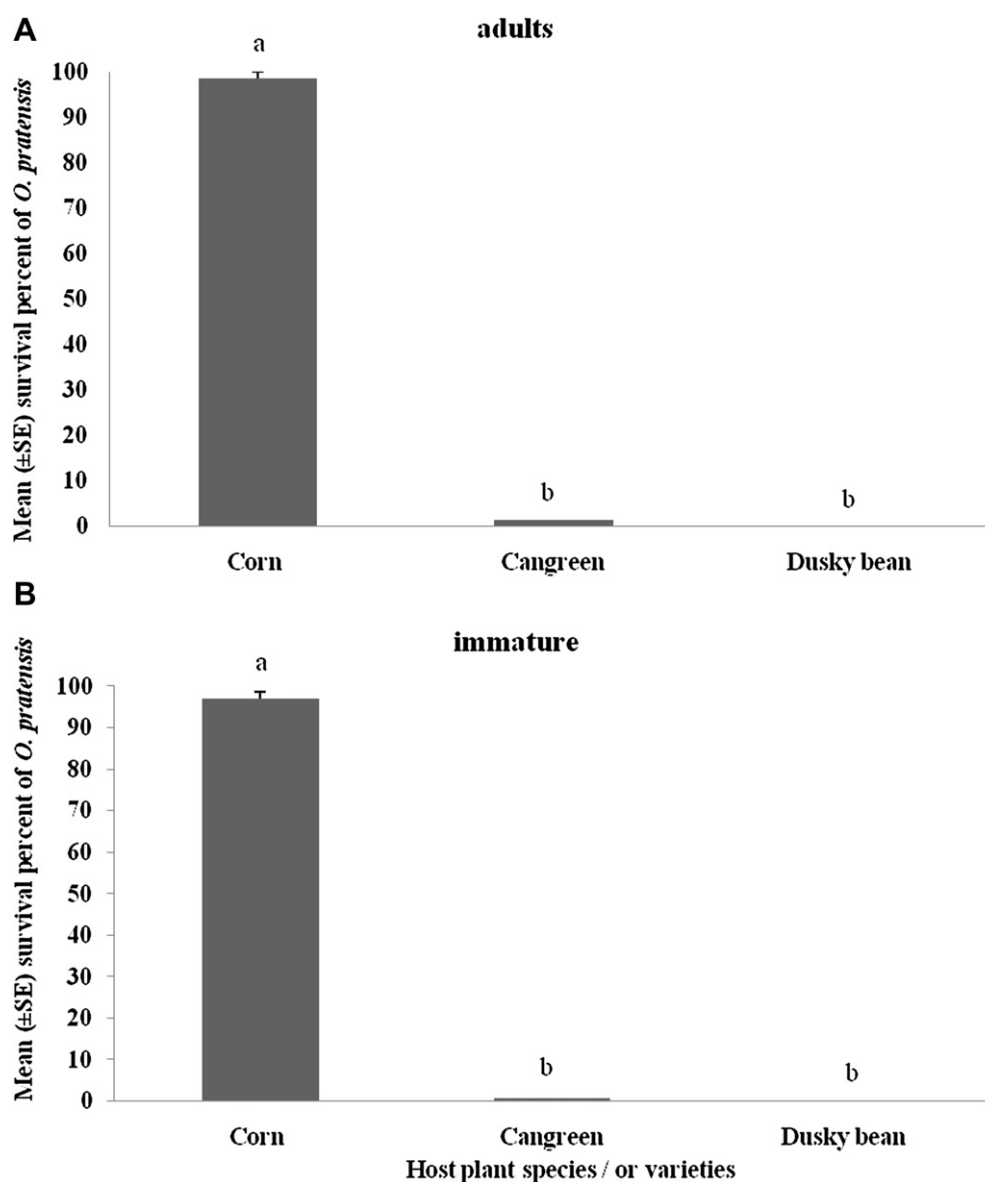 A
adults
Mean (±SE) survival percent of O. pratensis
a
100
90
80
70
60
50
40
30
20
10
0
b
b
Corn
Cangreen
Dusky bean
B
immature
Mean (±SE) survival percent of O. pratensis
a
100
90
80
70
60
50
40
30
20
10
0
b
b
Corn
Cangreen
Dusky bean
Host plant species / or varieties